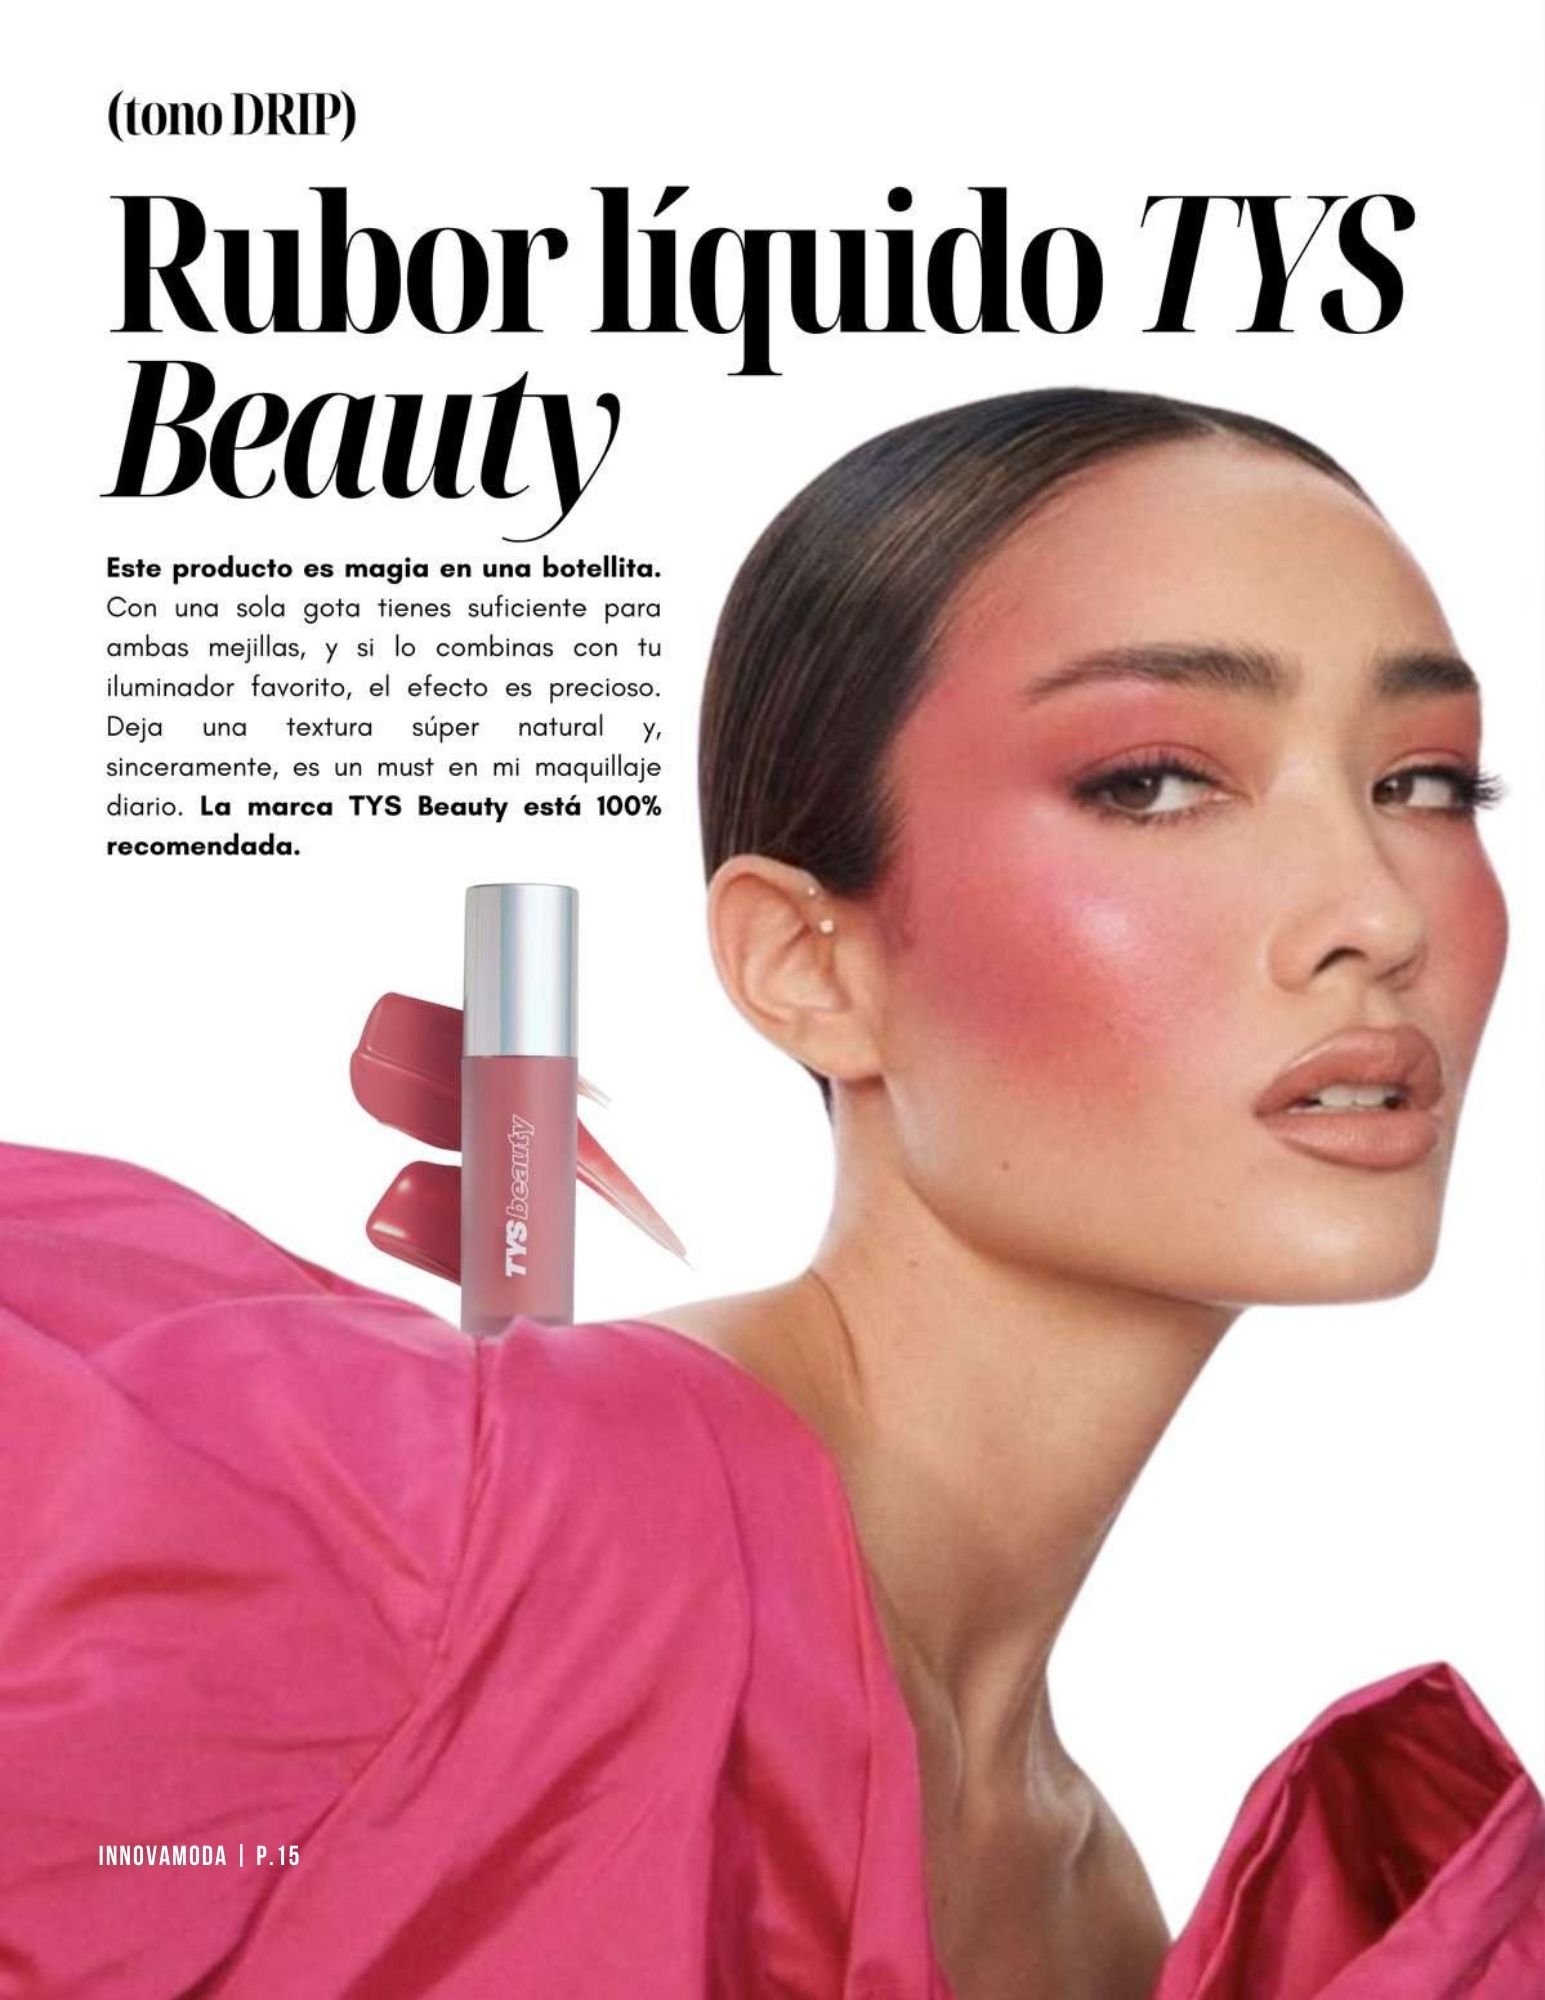 (tono DRIP)
Rubor líquido TYS
Beauty
Este producto es magia en una botellita.
Con una sola gota tienes suficiente para
ambas mejillas, y si lo combinas con tu
iluminador favorito, el efecto es precioso.
Deja una textura súper natural y,
sinceramente, es un must en mi maquillaje
diario. La marca TYS Beauty está 100%
recomendada.
TYS beauty
INNOVAMODA | P.15